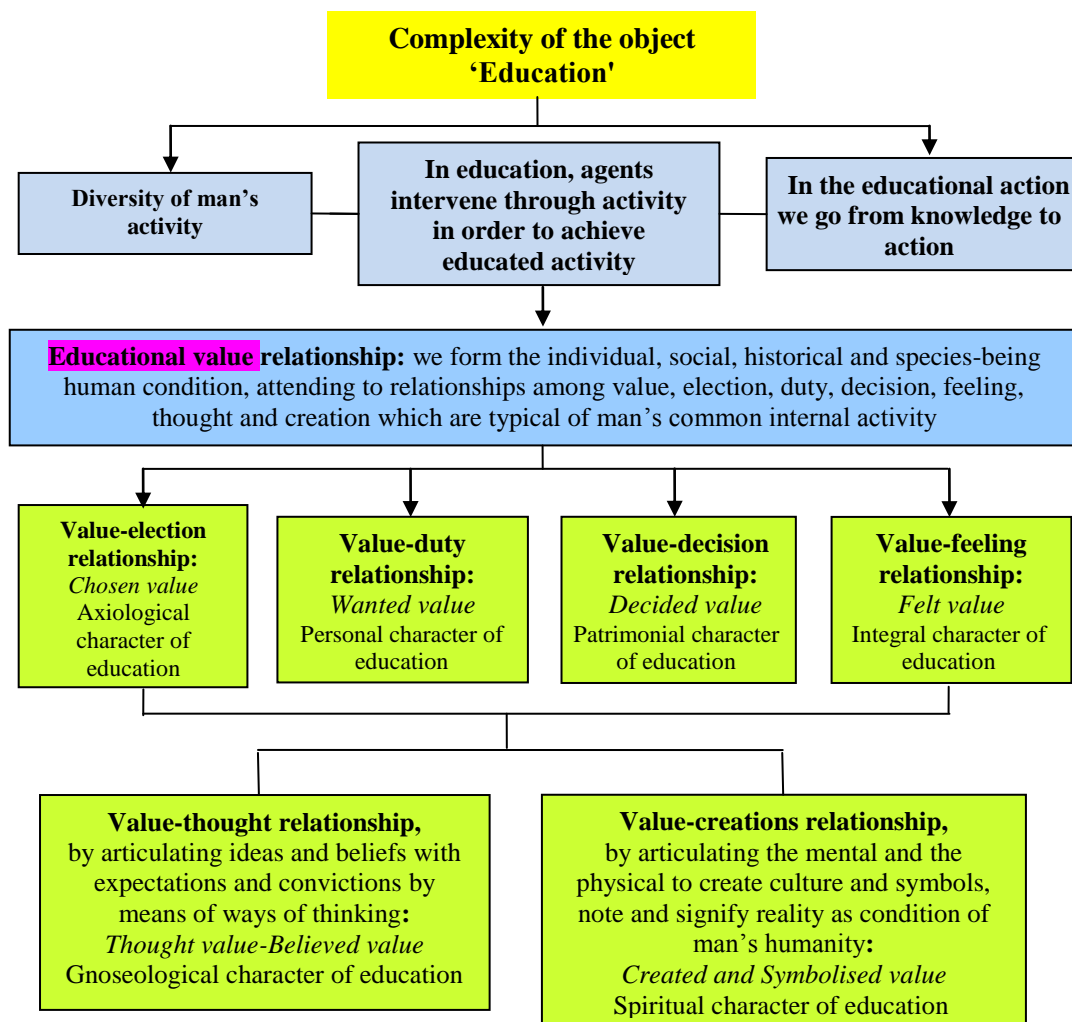 Complexity of the object
‘Education'
Diversity of man’s
activity
In education, agents
intervene through activity
in order to achieve
educated activity
In the educational action
we go from knowledge to
action
Educational value relationship: we form the individual, social, historical and species-being
human condition, attending to relationships among value, election, duty, decision, feeling,
thought and creation which are typical of man’s common internal activity
Value-election
relationship:
Chosen value
Axiological
character of
education
Value-duty
relationship:
Wanted value
Personal character of
education
Value-decision
relationship:
Decided value
Patrimonial character
of education
Value-feeling
relationship:
Felt value
Integral character of
education
Value-thought relationship,
by articulating ideas and beliefs with
expectations and convictions by
means of ways of thinking:
Thought value-Believed value
Gnoseological character of education
Value-creations relationship,
by articulating the mental and the
physical to create culture and symbols,
note and signify reality as condition of
man’s humanity:
Created and Symbolised value
Spiritual character of education